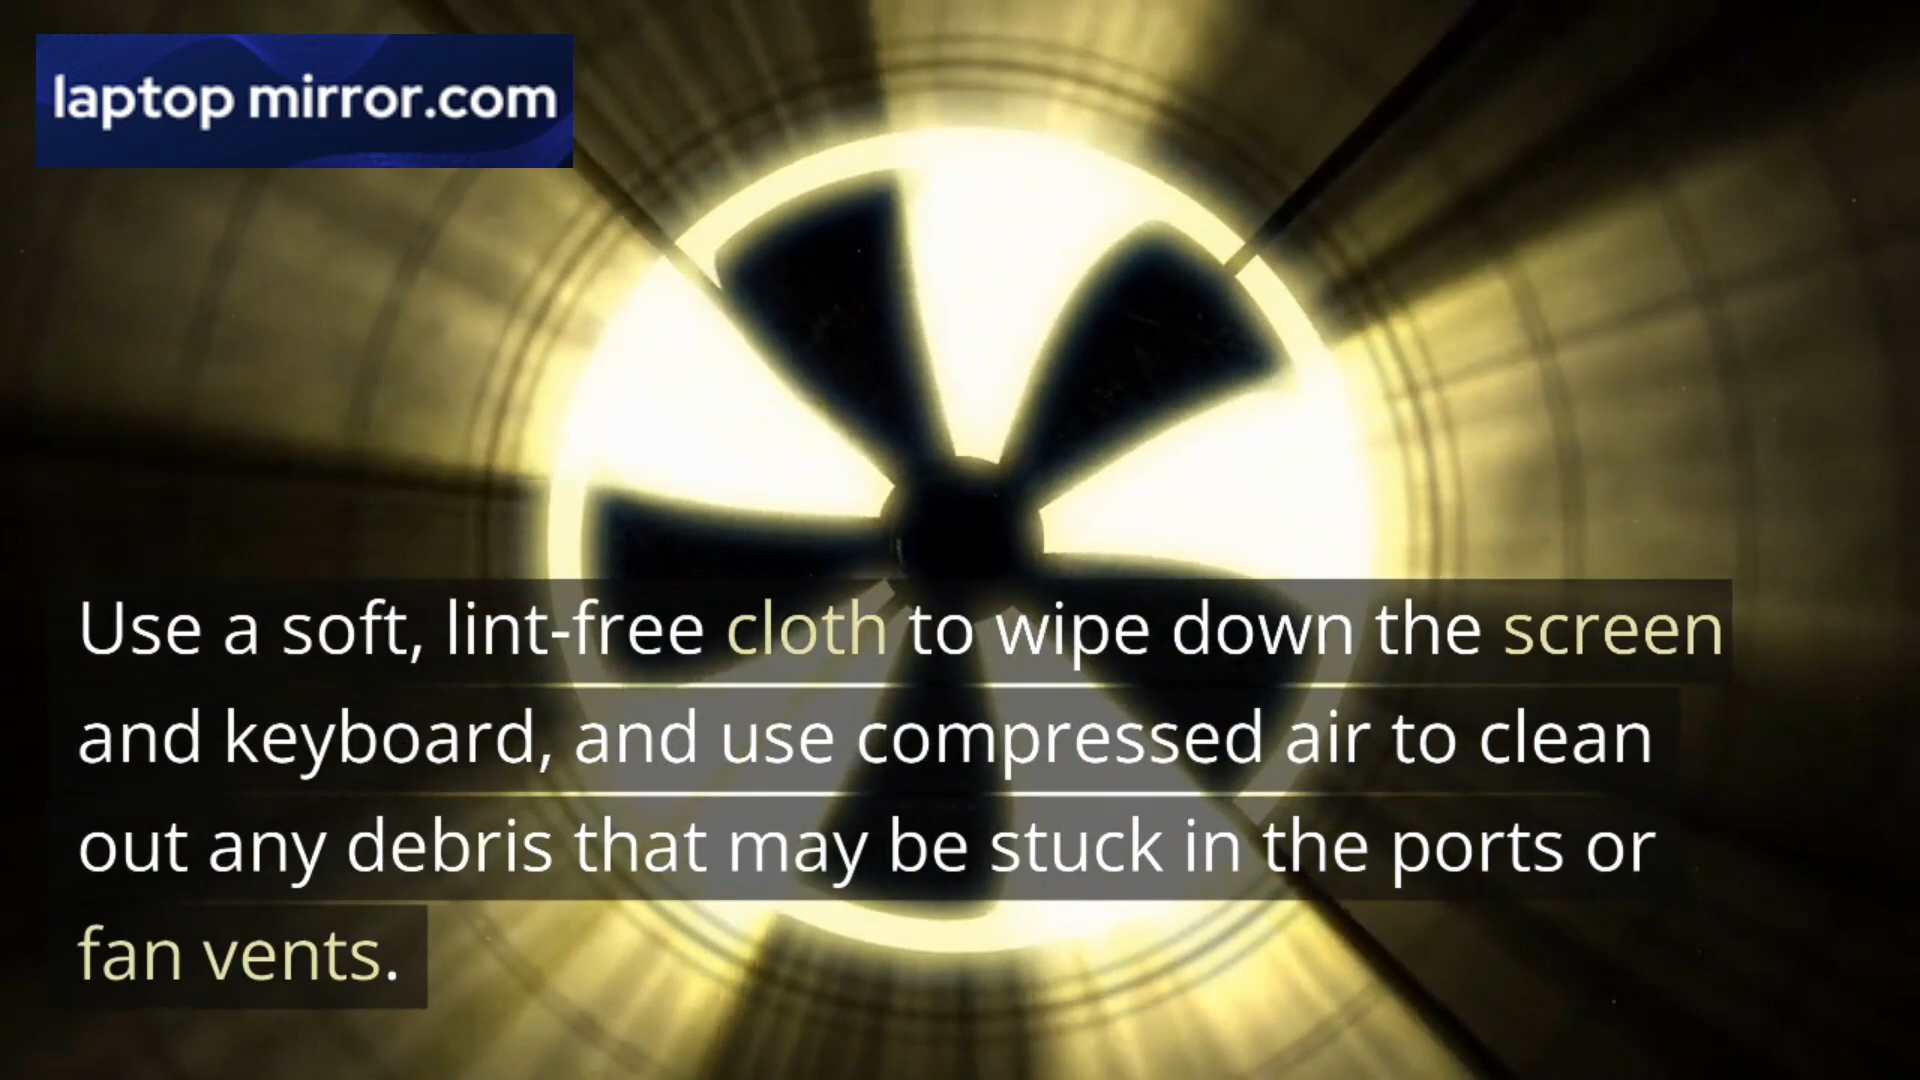 laptop mirror.com
Use a soft, lint-free cloth to wipe down the screen
and keyboard, and use compressed air to clean
out any debris that may be stuck in the ports or
fan vents.